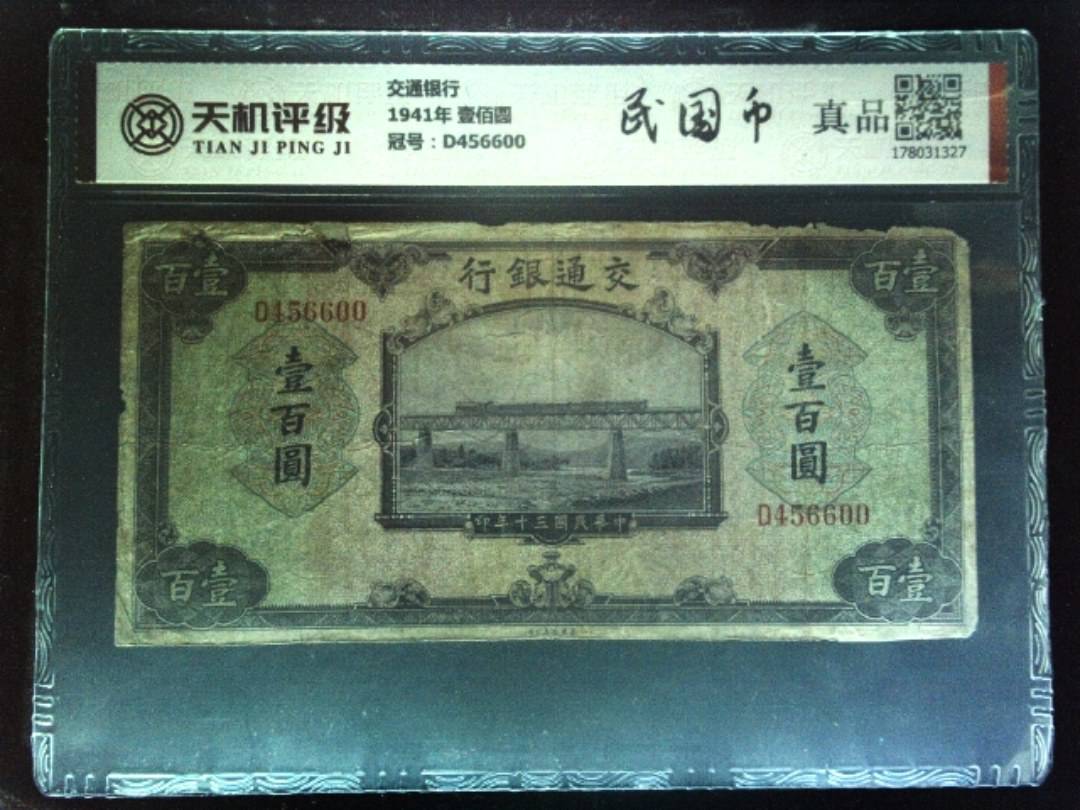 天机评级
TIAN JI PING JI
交通银行
1941年 壹佰圆
冠号：D456600
民国币
真品
178031327
行銀通交
百壹
百壹
D456600
壹百圓
壹百圓
D456600
印年十三國民華中
百壹
百壹